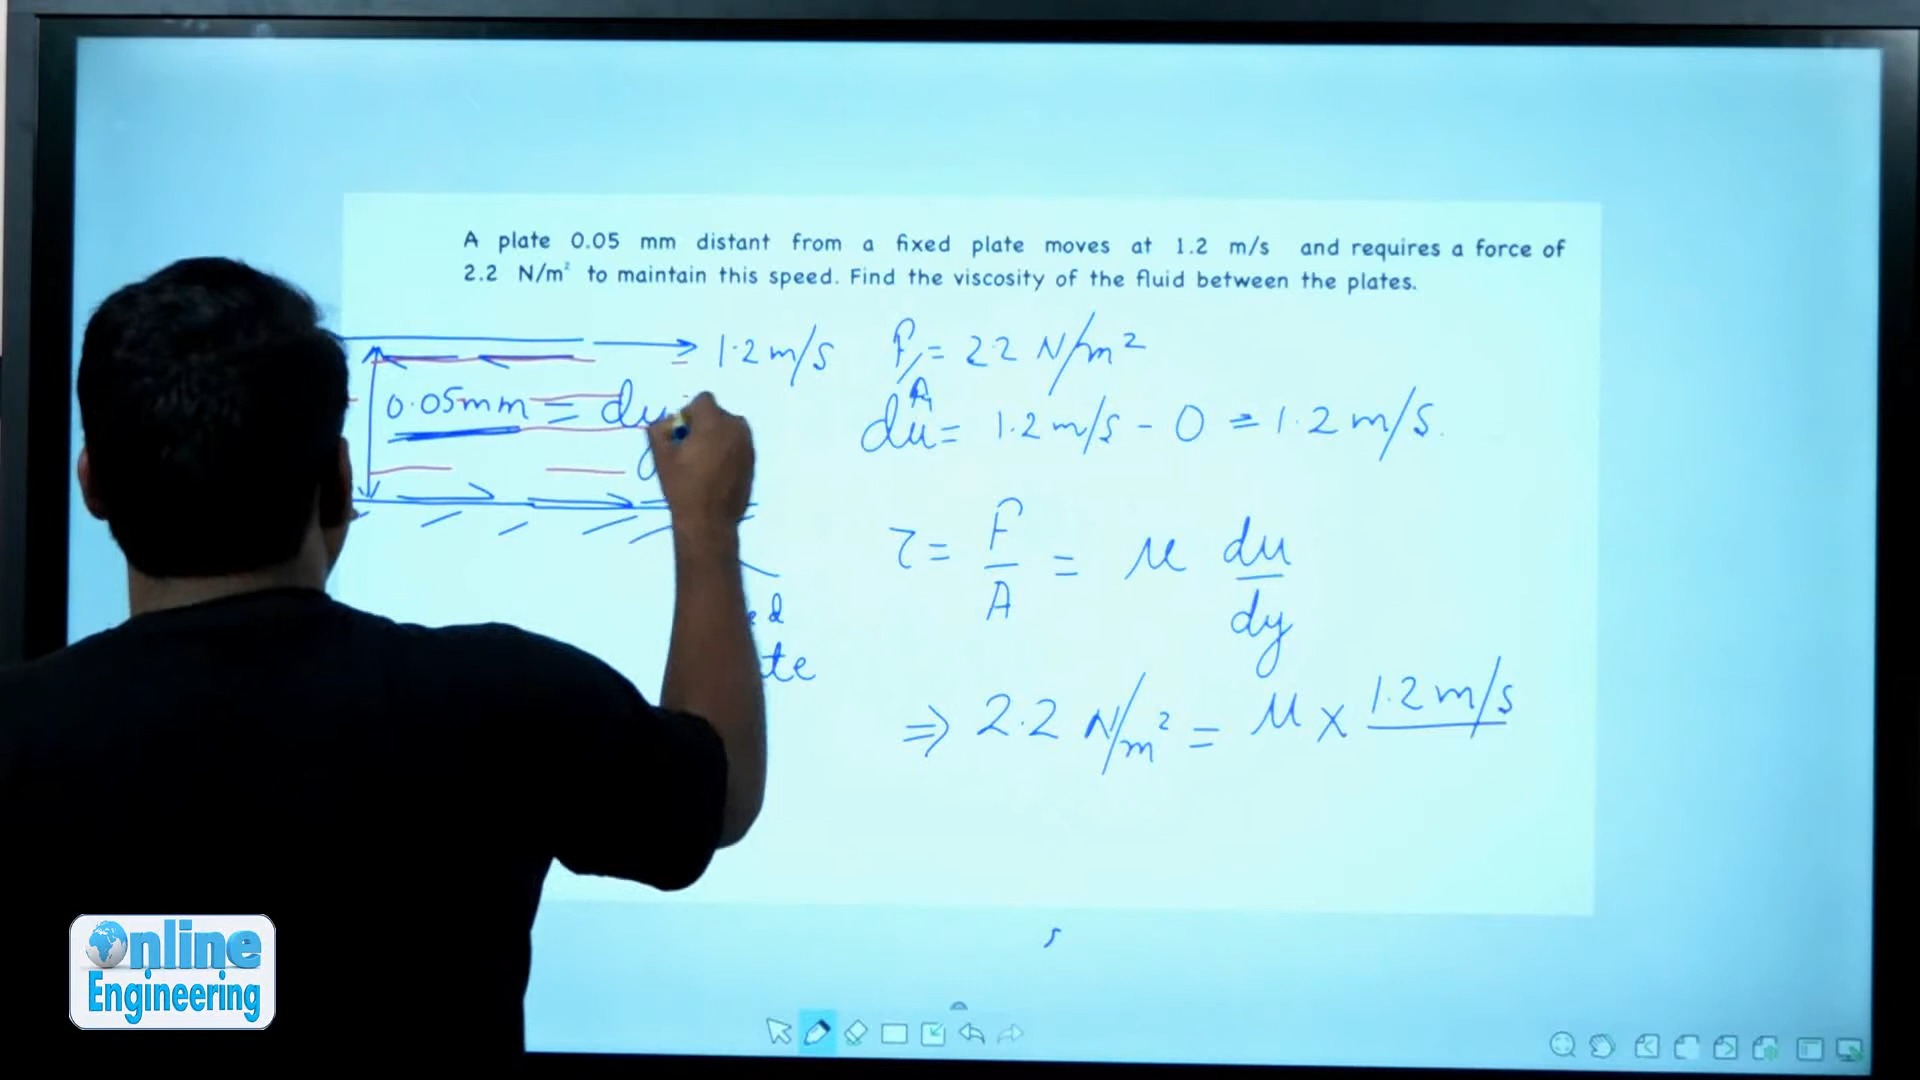 A plate 0.05 mm distant from a fixed plate moves at 1.2 m/s and requires a force of
2.2 N/m² to maintain this speed. Find the viscosity of the fluid between the plates.
1.2 m/s
0.05mm = dy
F/A = 2.2 N/m²
du = 1.2 m/s - 0 = 1.2 m/s.
τ = F/A = μ du/dy
⇒ 2.2 N/m² = μ × 1.2 m/s
Online
Engineering